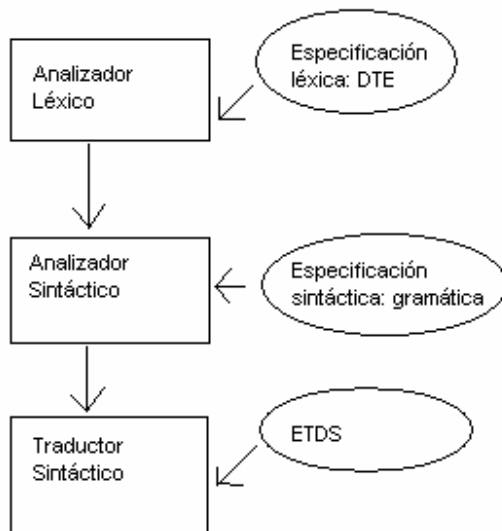 Analizador
Léxico
Especificación
léxica: DTE
Analizador
Sintáctico
Especificación
sintáctica: gramática
Traductor
Sintáctico
ETDS